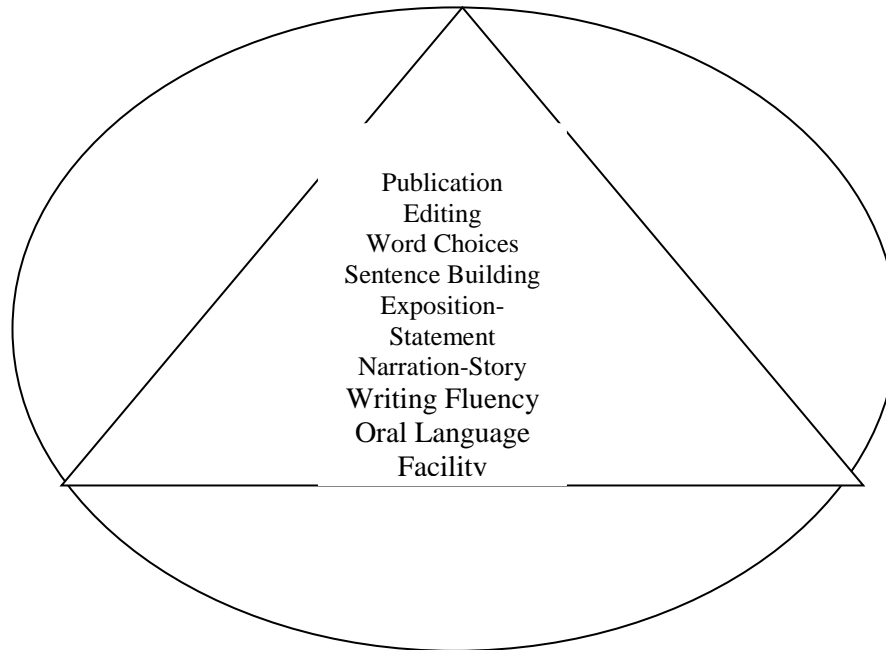 Publication
Editing
Word Choices
Sentence Building
Exposition-
Statement
Narration-Story
Writing Fluency
Oral Language
Facility